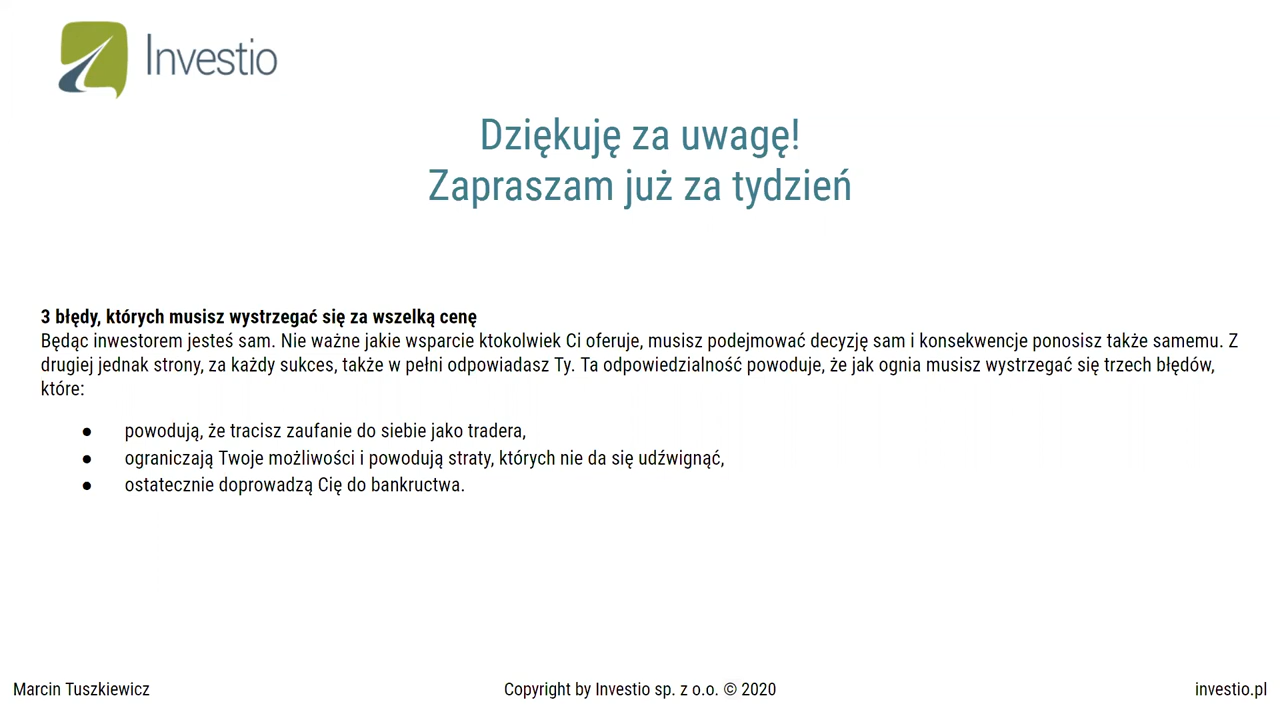 Investio
Dziękuję za uwagę!
Zapraszam już za tydzień
3 błędy, których musisz wystrzegać się za wszelką cenę
Będąc inwestorem jesteś sam. Nie ważne jakie wsparcie ktokolwiek Ci oferuje, musisz podejmować decyzję sam i konsekwencje ponosisz także samemu. Z
drugiej jednak strony, za każdy sukces, także w pełni odpowiadasz Ty. Ta odpowiedzialność powoduje, że jak ognia musisz wystrzegać się trzech błędów,
które:
● powodują, że tracisz zaufanie do siebie jako tradera,
● ograniczają Twoje możliwości i powodują straty, których nie da się udźwignąć,
● ostatecznie doprowadzą Cię do bankructwa.
Marcin Tuszkiewicz
Copyright by Investio sp. z o.o. © 2020
investio.pl